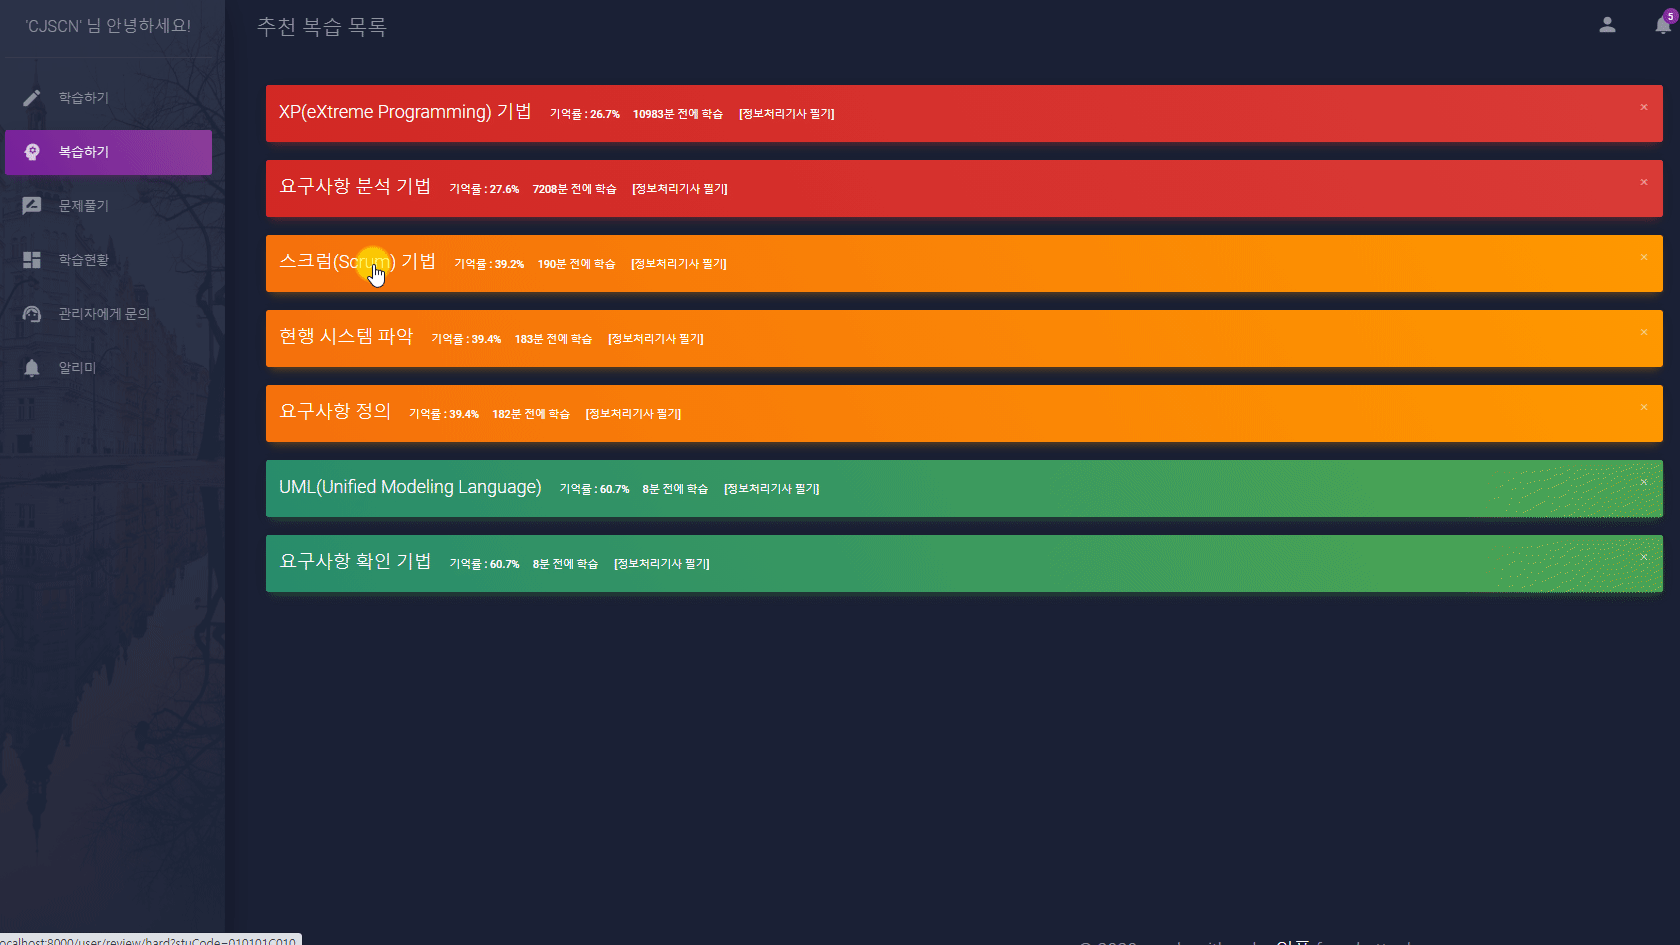 'CJSCN' 님 안녕하세요!
학습하기
복습하기
문제풀기
학습현황
관리자에게 문의
알리미
추천 복습 목록
5
XP(eXtreme Programming) 기법 기억률 : 26.7% 10983분 전에 학습 [정보처리기사 필기] ×
요구사항 분석 기법 기억률 : 27.6% 7208분 전에 학습 [정보처리기사 필기] ×
스크럼(Scrum) 기법 기억률 : 39.2% 190분 전에 학습 [정보처리기사 필기] ×
현행 시스템 파악 기억률 : 39.4% 183분 전에 학습 [정보처리기사 필기] ×
요구사항 정의 기억률 : 39.4% 182분 전에 학습 [정보처리기사 필기] ×
UML(Unified Modeling Language) 기억률 : 60.7% 8분 전에 학습 [정보처리기사 필기] ×
요구사항 확인 기법 기억률 : 60.7% 8분 전에 학습 [정보처리기사 필기] ×
ocalhost:8000/user/review/hard?stuCode=010101C010